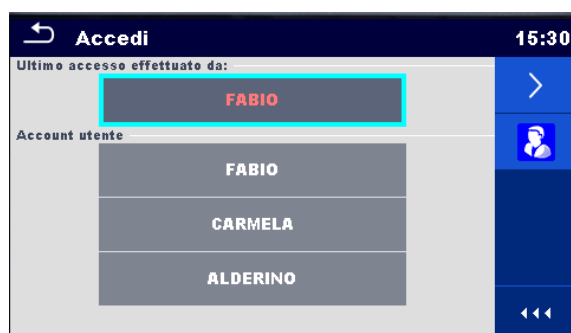 Accedi
15:30
Ultimo accesso effettuato da:
FABIO
Account utente
FABIO
CARMELA
ALDERINO